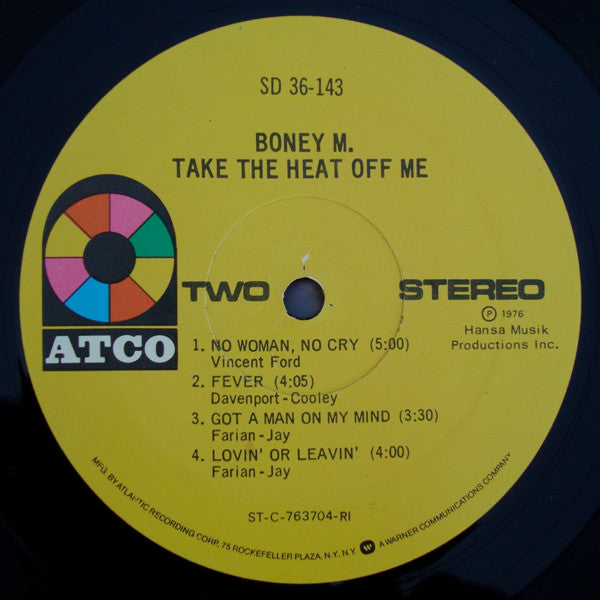 SD 36-143
BONEY M.
TAKE THE HEAT OFF ME
ATCO
TWO
STEREO
Ⓟ 1976
Hansa Musik
Productions Inc.
1. NO WOMAN, NO CRY (5:00)
Vincent Ford
2. FEVER (4:05)
Davenport-Cooley
3. GOT A MAN ON MY MIND (3:30)
Farian-Jay
4. LOVIN' OR LEAVIN' (4:00)
Farian-Jay
ST-C-763704-RI
MFG. BY ATLANTIC RECORDING CORP. 75 ROCKEFELLER PLAZA, N.Y., N.Y. W A WARNER COMMUNICATIONS COMPANY